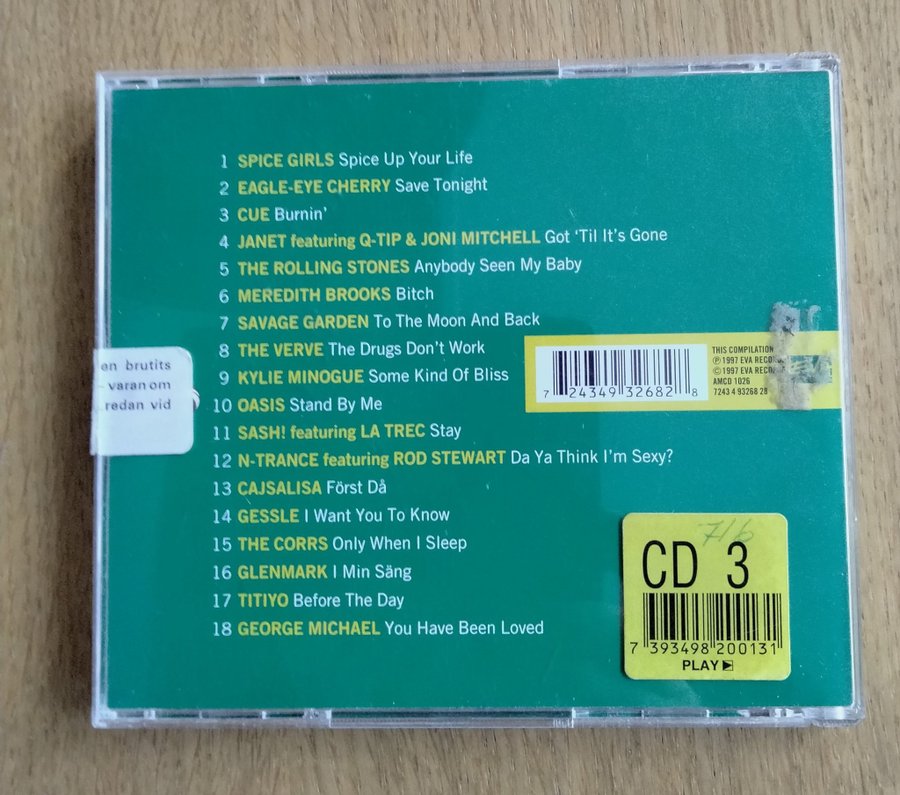 1 SPICE GIRLS Spice Up Your Life
2 EAGLE-EYE CHERRY Save Tonight
3 CUE Burnin'
4 JANET featuring Q-TIP & JONI MITCHELL Got 'Til It's Gone
5 THE ROLLING STONES Anybody Seen My Baby
6 MEREDITH BROOKS Bitch
7 SAVAGE GARDEN To The Moon And Back
8 THE VERVE The Drugs Don't Work
9 KYLIE MINOGUE Some Kind Of Bliss
10 OASIS Stand By Me
11 SASH! featuring LA TREC Stay
12 N-TRANCE featuring ROD STEWART Da Ya Think I'm Sexy?
13 CAJSALISA Först Då
14 GESSLE I Want You To Know
15 THE CORRS Only When I Sleep
16 GLENMARK I Min Säng
17 TITIYO Before The Day
18 GEORGE MICHAEL You Have Been Loved
en brutits
varan om
redan vid
7 24349 32682 8
THIS COMPILATION
℗ 1997 EVA RECOR
© 1997 EVA RECOR
AMCD 1026
7243 4 93268 28
7/6
CD 3
7 393498 200131
PLAY